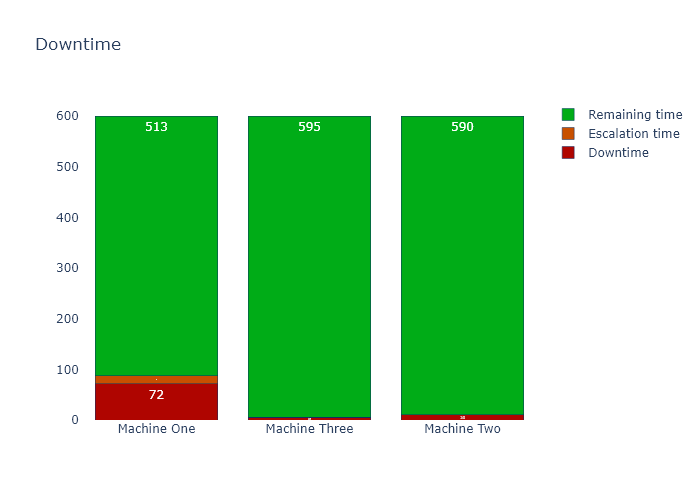 Downtime
600
500
400
300
200
100
0
513
595
590
72
Machine One
Machine Three
Machine Two
Remaining time
Escalation time
Downtime